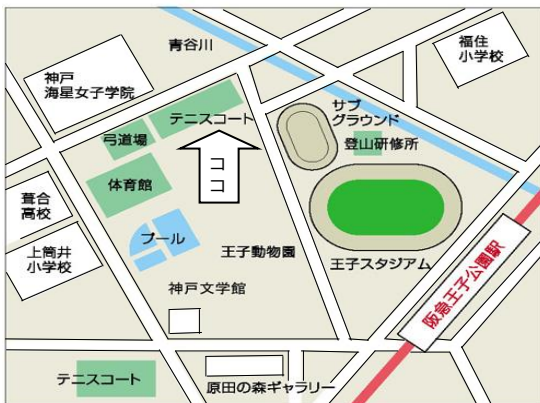 青谷川
福住
小学校
神戸
海星女子学院
サブ
グラウンド
テニスコート
弓道場
登山研修所
ココ
体育館
葺合
高校
プール
上筒井
小学校
王子動物園
王子スタジアム
阪急王子公園駅
神戸文学館
テニスコート
原田の森ギャラリー